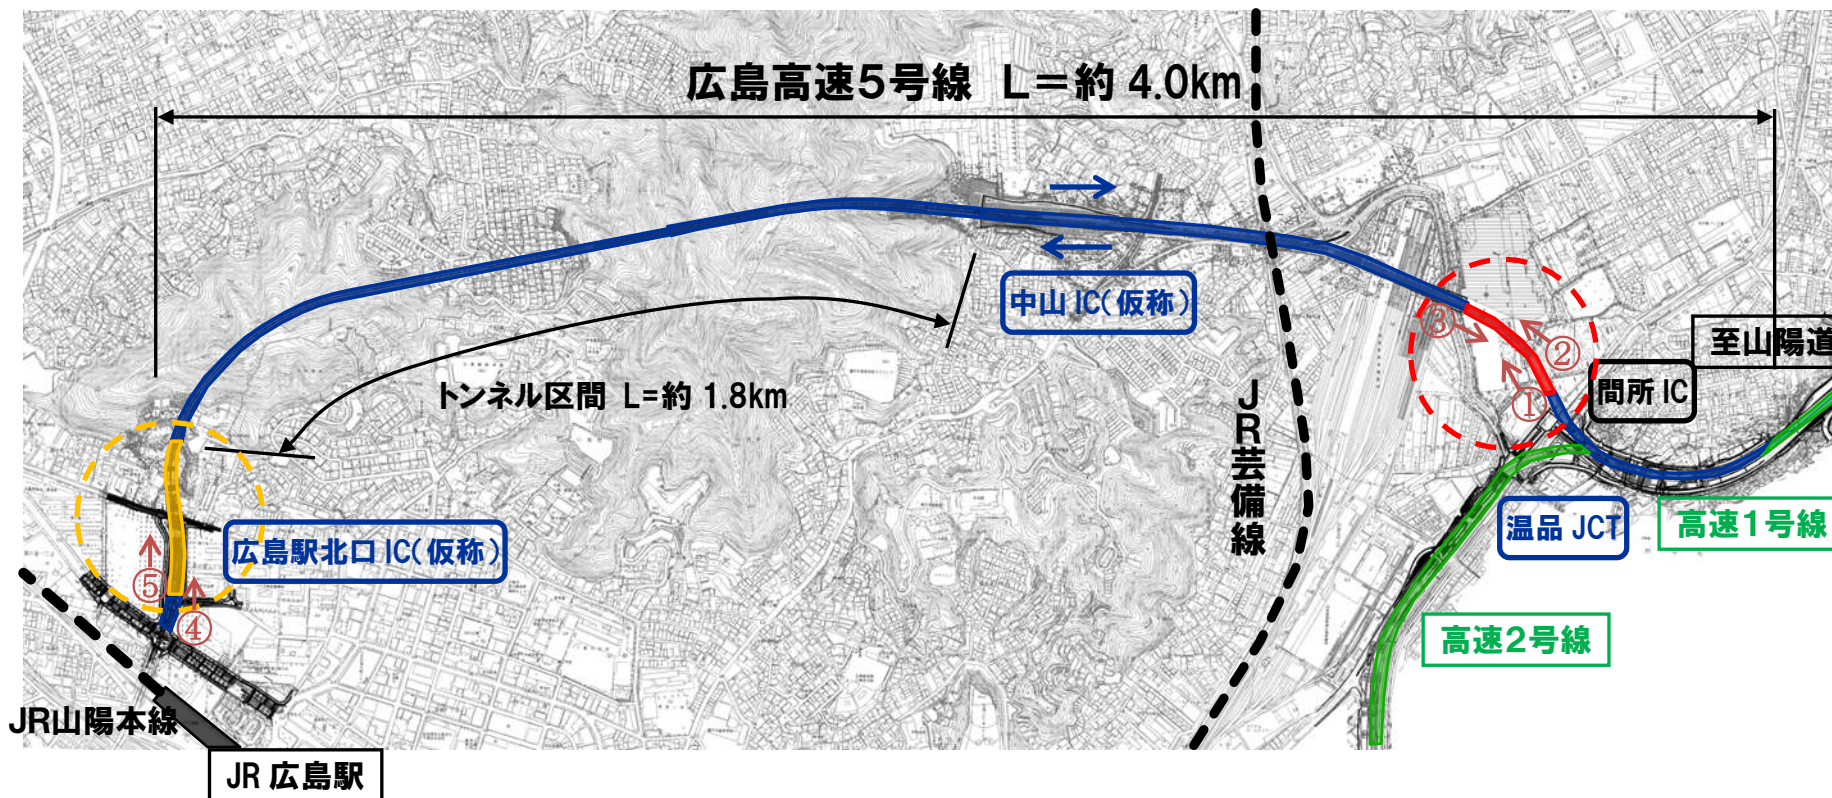 広島高速5号線 L=約 4.0km
中山 IC(仮称)
トンネル区間 L=約 1.8km
JR芸備線
③
②
①
至山陽道
間所 IC
温品 JCT
高速1号線
高速2号線
広島駅北口 IC(仮称)
⑤
④
JR山陽本線
JR 広島駅